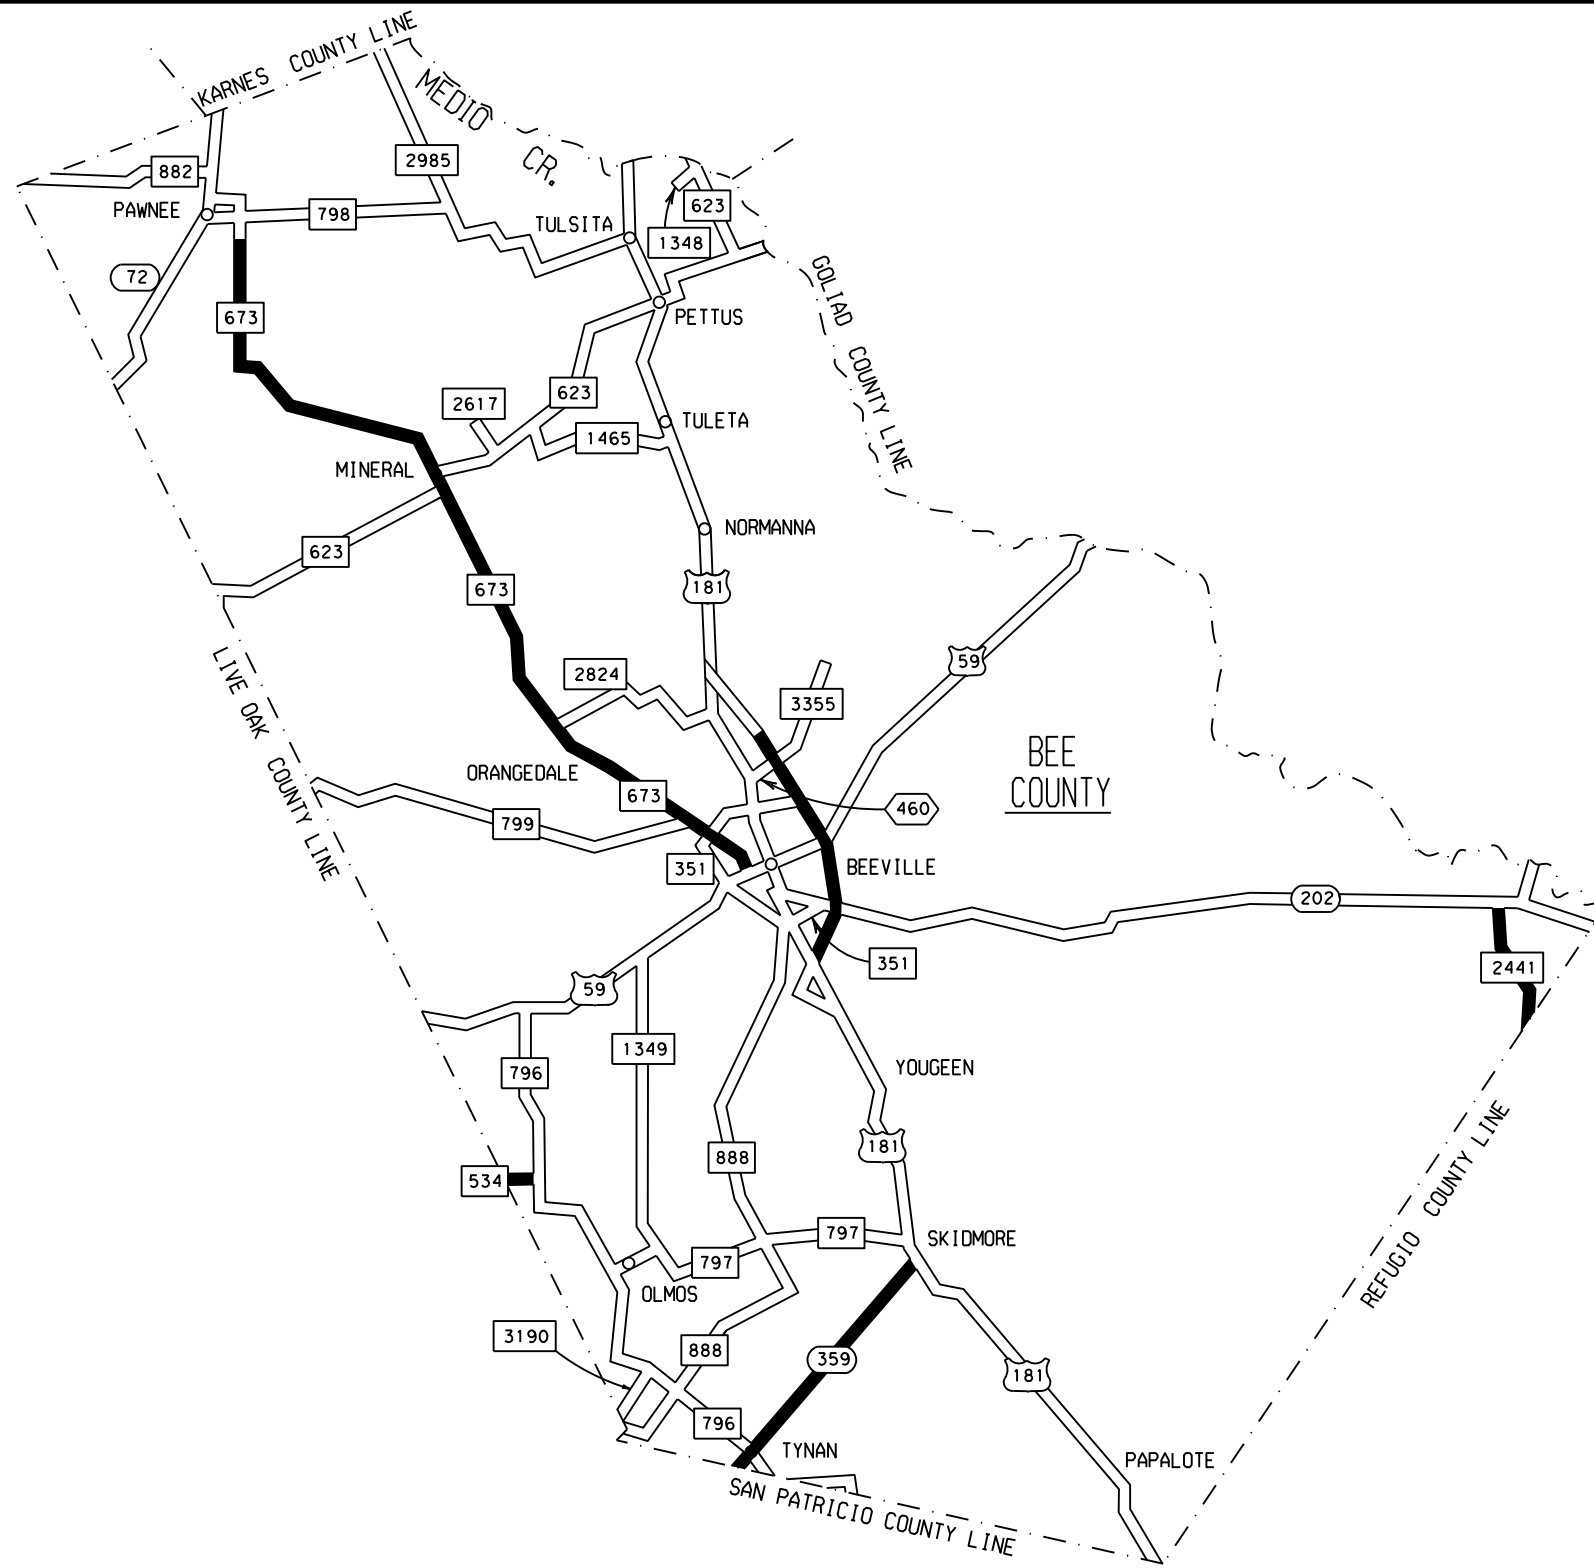 KARNES COUNTY LINE
MEDIO
CR.
882
2985
PAWNEE
798
TULSITA
623
1348
72
673
GOLIAD COUNTY LINE
PETTUS
623
2617
TULETA
1465
MINERAL
NORMANNA
623
673
181
59
LIVE OAK COUNTY LINE
2824
3355
BEE
COUNTY
ORANGEDALE
673
460
799
351
BEEVILLE
202
351
2441
59
1349
796
YOUGEEN
181
888
534
REFUGIO COUNTY LINE
797
SKIDMORE
797
OLMOS
3190
888
359
181
796
TYNAN
PAPALOTE
SAN PATRICIO COUNTY LINE